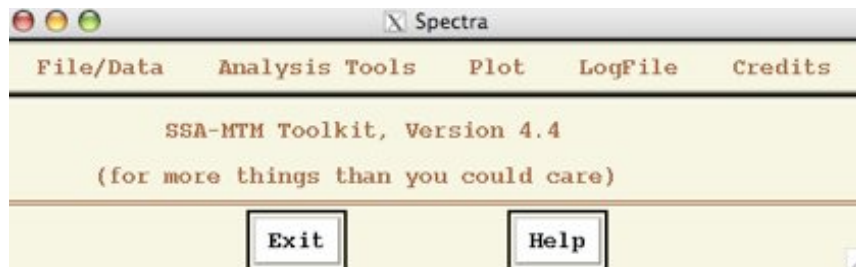 Spectra
File/Data Analysis Tools Plot LogFile Credits
SSA-MTM Toolkit, Version 4.4
(for more things than you could care)
Exit Help